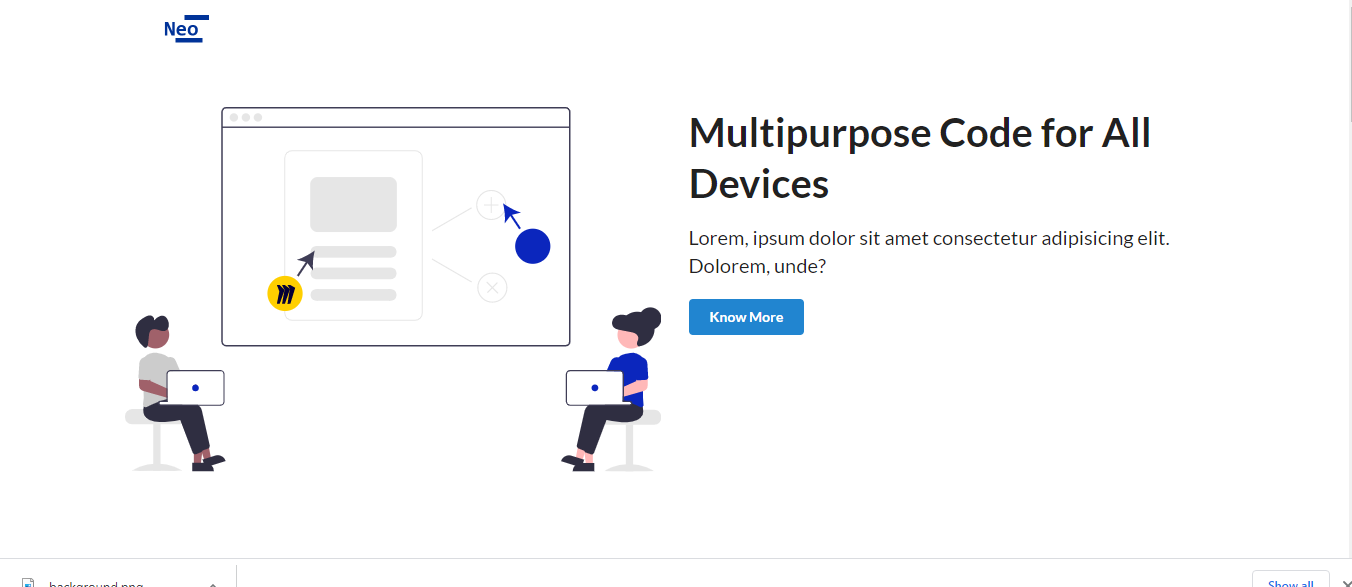 Neo
Multipurpose Code for All
Devices
Lorem, ipsum dolor sit amet consectetur adipisicing elit.
Dolorem, unde?
Know More
background.png
Show all